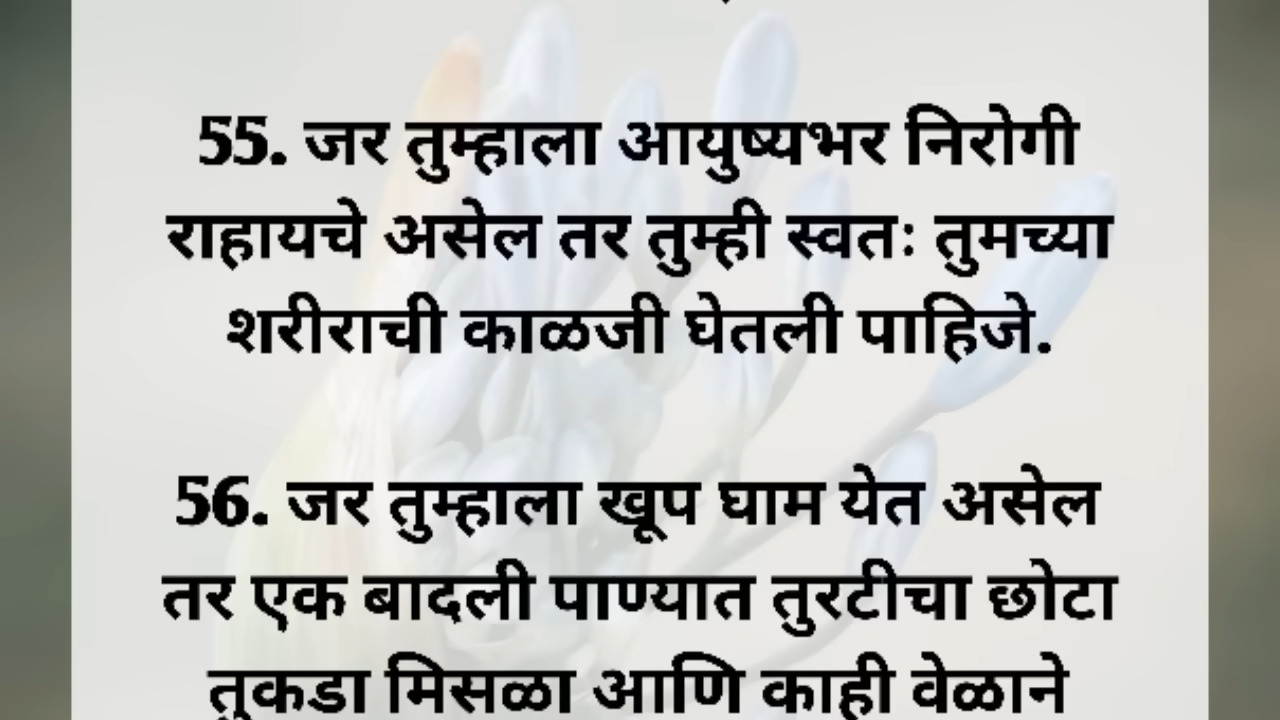 55. जर तुम्हाला आयुष्यभर निरोगी
राहायचे असेल तर तुम्ही स्वतः तुमच्या
शरीराची काळजी घेतली पाहिजे.
56. जर तुम्हाला खूप घाम येत असेल
तर एक बादली पाण्यात तुरटीचा छोटा
तुकडा मिसळा आणि काही वेळाने